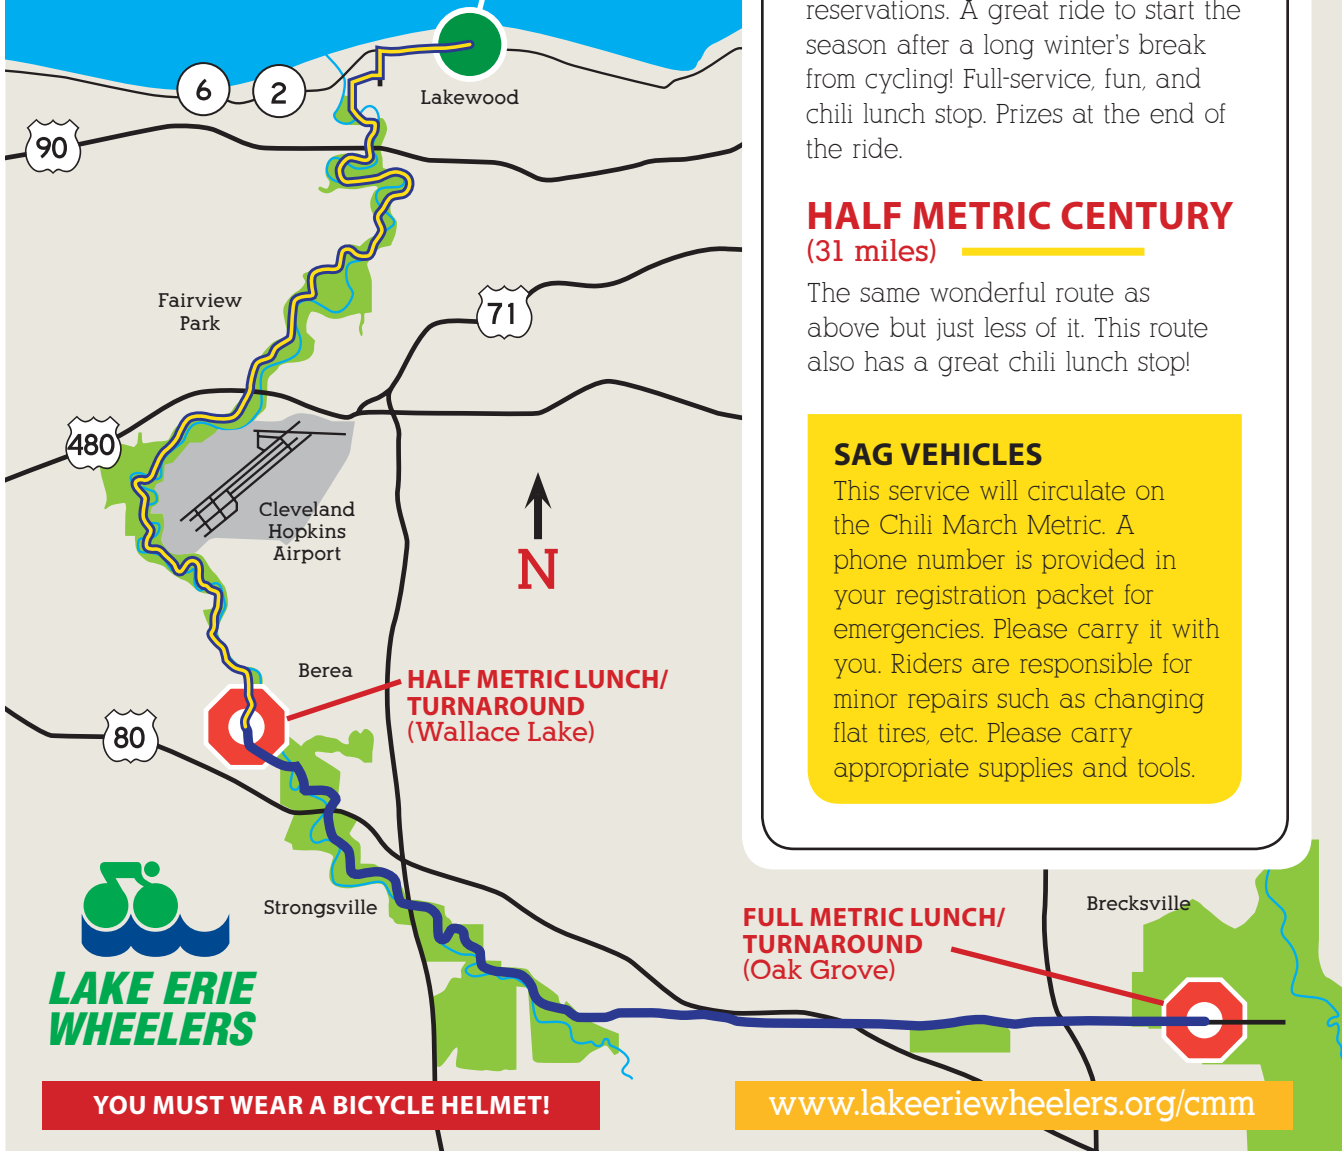 reservations. A great ride to start the
season after a long winter's break
from cycling! Full-service, fun, and
chili lunch stop. Prizes at the end of
the ride.
HALF METRIC CENTURY
(31 miles)
The same wonderful route as
above but just less of it. This route
also has a great chili lunch stop!
SAG VEHICLES
This service will circulate on
the Chili March Metric. A
phone number is provided in
your registration packet for
emergencies. Please carry it with
you. Riders are responsible for
minor repairs such as changing
flat tires, etc. Please carry
appropriate supplies and tools.
6
2
Lakewood
90
Fairview
Park
71
480
Cleveland
Hopkins
Airport
N
Berea
HALF METRIC LUNCH/
TURNAROUND
(Wallace Lake)
80
Strongsville
Brecksville
FULL METRIC LUNCH/
TURNAROUND
(Oak Grove)
LAKE ERIE
WHEELERS
YOU MUST WEAR A BICYCLE HELMET!
www.lakeeriewheelers.org/cmm